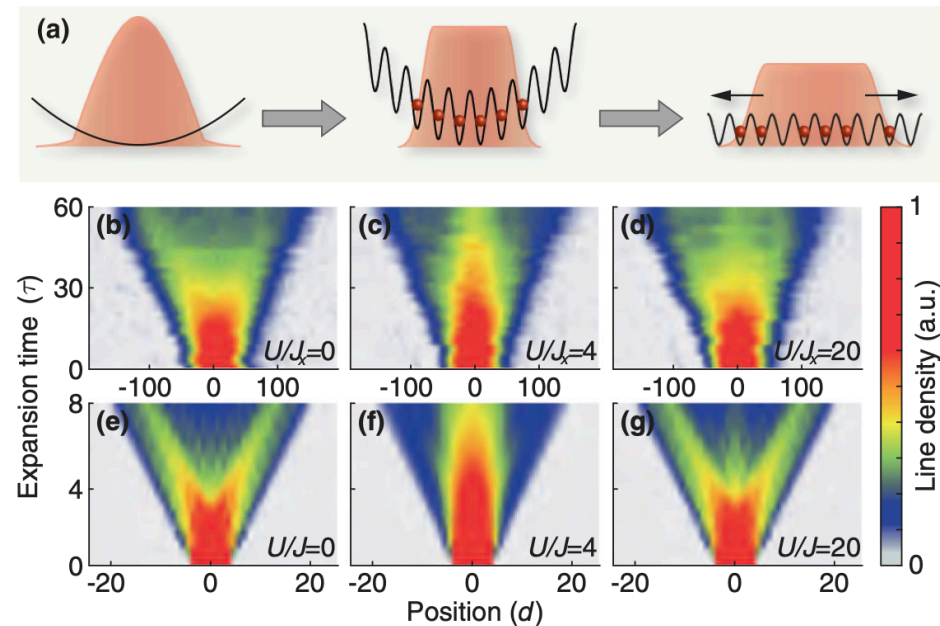 (a)
60
(b)
(c)
(d)
1
30
0
U/Jx=0
U/Jx=4
U/Jx=20
-100
0
100
-100
0
100
-100
0
100
Expansion time (τ)
Line density (a.u.)
8
(e)
(f)
(g)
4
0
U/J=0
U/J=4
U/J=20
0
-20
0
20
-20
0
20
-20
0
20
Position (d)